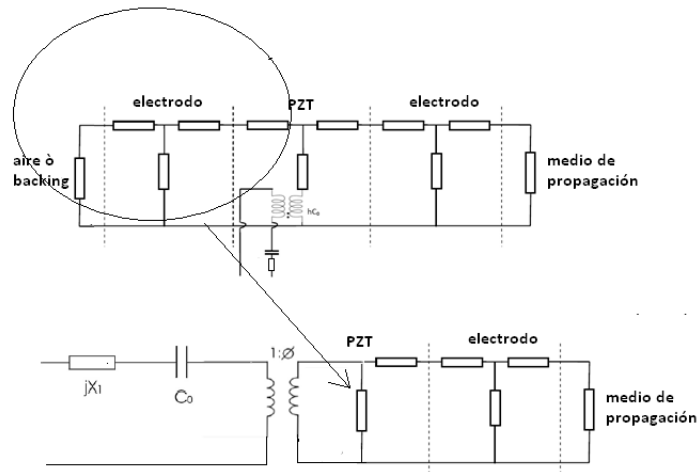 electrodo
PZT
electrodo
aire ò
backing
medio de
propagación
hC₀
1:Ø
PZT
electrodo
jX₁
C₀
medio de
propagación